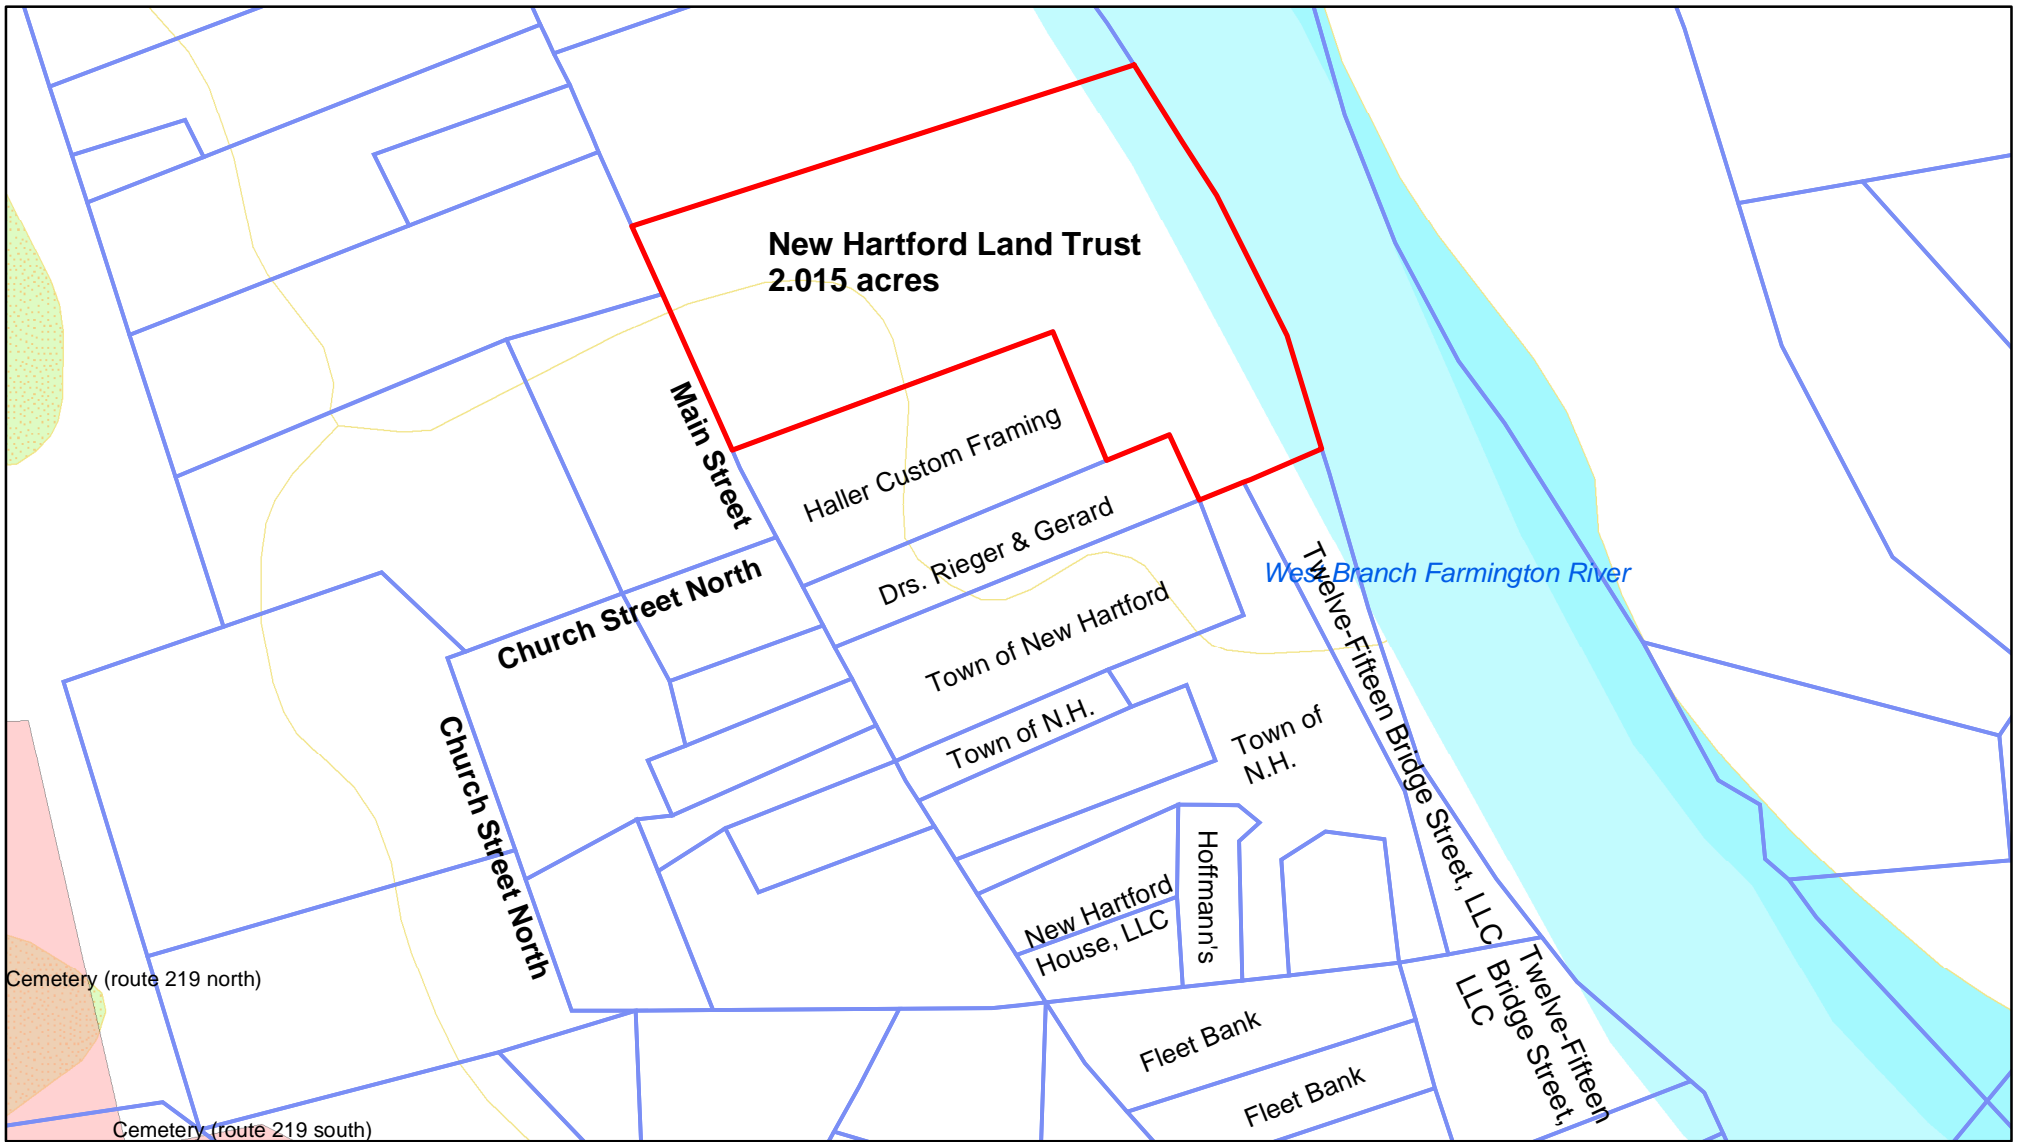 New Hartford Land Trust
2.015 acres
Main Street
Haller Custom Framing
Drs. Rieger & Gerard
Church Street North
Town of New Hartford
West Branch Farmington River
Twelve-Fifteen Bridge Street, LLC
Town of N.H.
Town of
N.H.
Church Street North
New Hartford
House, LLC
Hoffmann's
Cemetery (route 219 north)
Twelve-Fifteen
Bridge Street,
LLC
Fleet Bank
Fleet Bank
Cemetery (route 219 south)